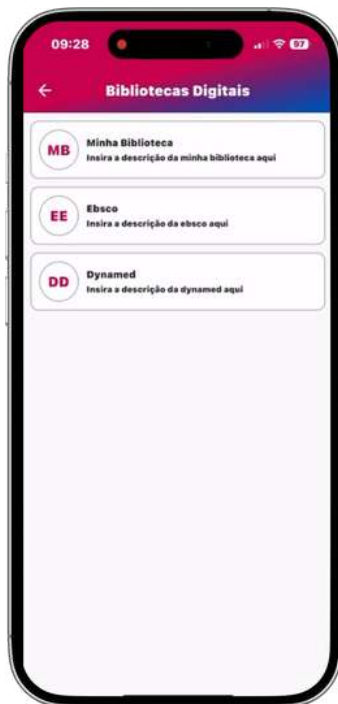 09:28
97
Bibliotecas Digitais
MB
Minha Biblioteca
Insira a descrição da minha biblioteca aqui
EE
Ebsco
Insira a descrição da ebsco aqui
DD
Dynamed
Insira a descrição da dynamed aqui